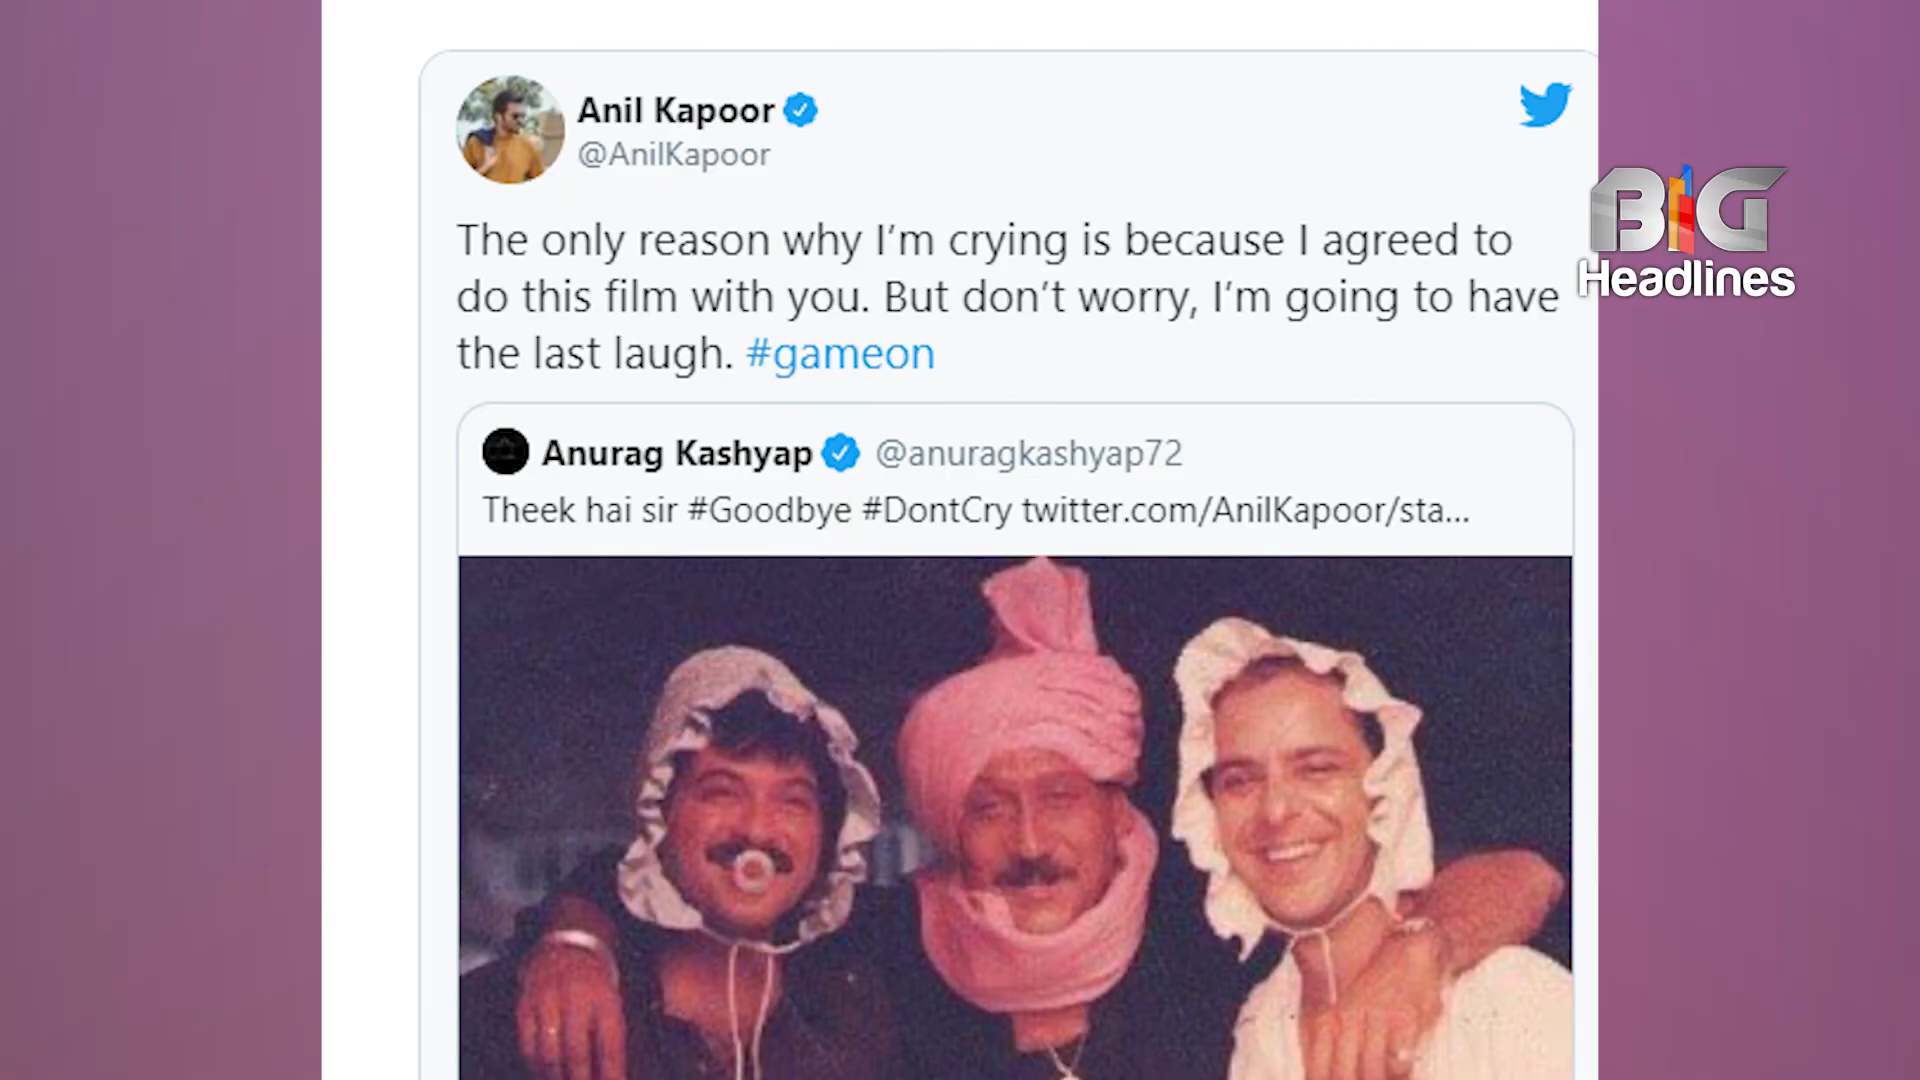 Anil Kapoor
@AnilKapoor
The only reason why I’m crying is because I agreed to
do this film with you. But don’t worry, I’m going to have
the last laugh. #gameon
BIG
Headlines
Anurag Kashyap @anuragkashyap72
Theek hai sir #Goodbye #DontCry twitter.com/AnilKapoor/sta...